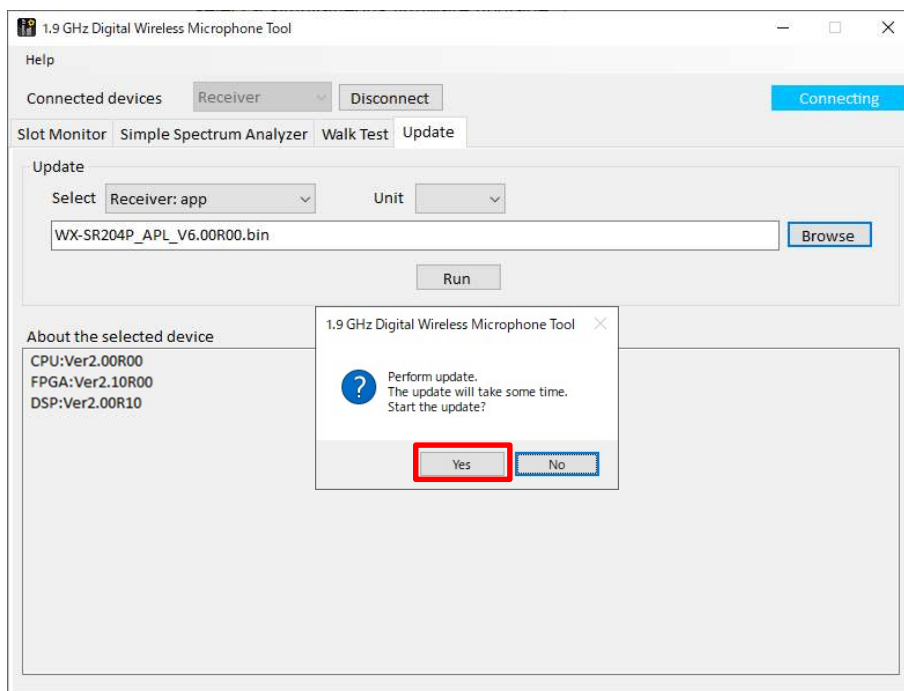 1.9 GHz Digital Wireless Microphone Tool
Help
Connected devices Receiver Disconnect Connecting
Slot Monitor Simple Spectrum Analyzer Walk Test Update
Update
Select Receiver: app Unit
WX-SR204P_APL_V6.00R00.bin Browse
Run
About the selected device
CPU:Ver2.00R00
FPGA:Ver2.10R00
DSP:Ver2.00R10
1.9 GHz Digital Wireless Microphone Tool
Perform update.
The update will take some time.
Start the update?
Yes No